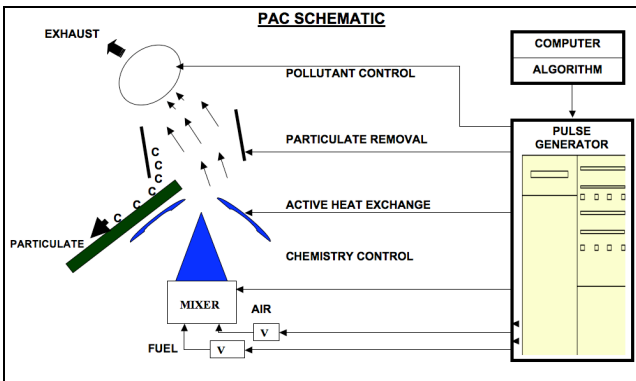 PAC SCHEMATIC
EXHAUST
COMPUTER
ALGORITHM
POLLUTANT CONTROL
PULSE
GENERATOR
PARTICULATE REMOVAL
C
C
C
C
C
C
ACTIVE HEAT EXCHANGE
PARTICULATE
CHEMISTRY CONTROL
MIXER
AIR
V
FUEL
V